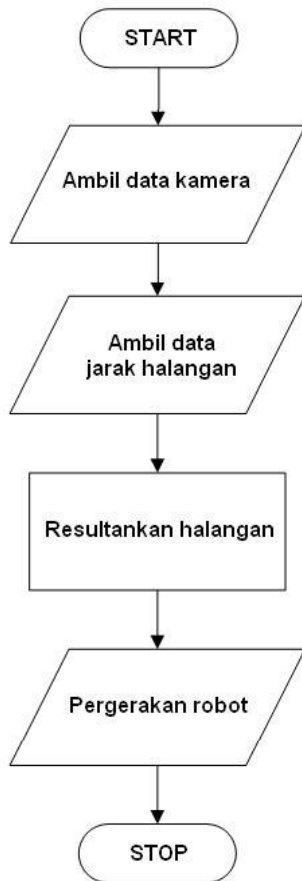 START
Ambil data kamera
Ambil data
jarak halangan
Resultankan halangan
Pergerakan robot
STOP